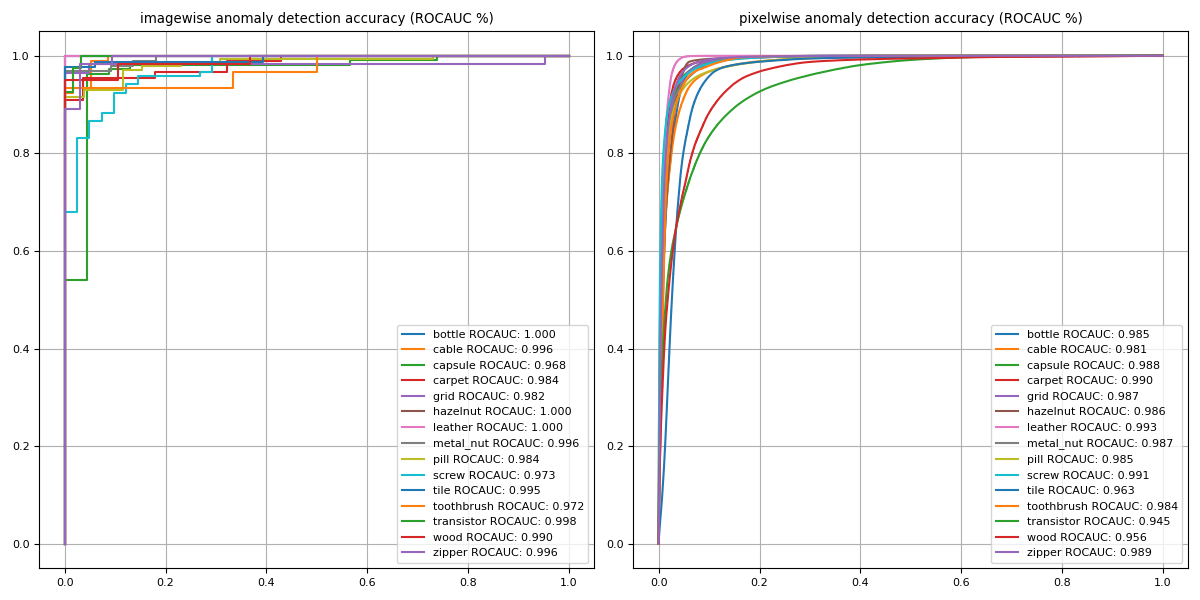 imagewise anomaly detection accuracy (ROCAUC %)
1.0
0.8
0.6
0.4
0.2
0.0
0.0 0.2 0.4 0.6 0.8 1.0
bottle ROCAUC: 1.000
cable ROCAUC: 0.996
capsule ROCAUC: 0.968
carpet ROCAUC: 0.984
grid ROCAUC: 0.982
hazelnut ROCAUC: 1.000
leather ROCAUC: 1.000
metal_nut ROCAUC: 0.996
pill ROCAUC: 0.984
screw ROCAUC: 0.973
tile ROCAUC: 0.995
toothbrush ROCAUC: 0.972
transistor ROCAUC: 0.998
wood ROCAUC: 0.990
zipper ROCAUC: 0.996
pixelwise anomaly detection accuracy (ROCAUC %)
1.0
0.8
0.6
0.4
0.2
0.0
0.0 0.2 0.4 0.6 0.8 1.0
bottle ROCAUC: 0.985
cable ROCAUC: 0.981
capsule ROCAUC: 0.988
carpet ROCAUC: 0.990
grid ROCAUC: 0.987
hazelnut ROCAUC: 0.986
leather ROCAUC: 0.993
metal_nut ROCAUC: 0.987
pill ROCAUC: 0.985
screw ROCAUC: 0.991
tile ROCAUC: 0.963
toothbrush ROCAUC: 0.984
transistor ROCAUC: 0.945
wood ROCAUC: 0.956
zipper ROCAUC: 0.989